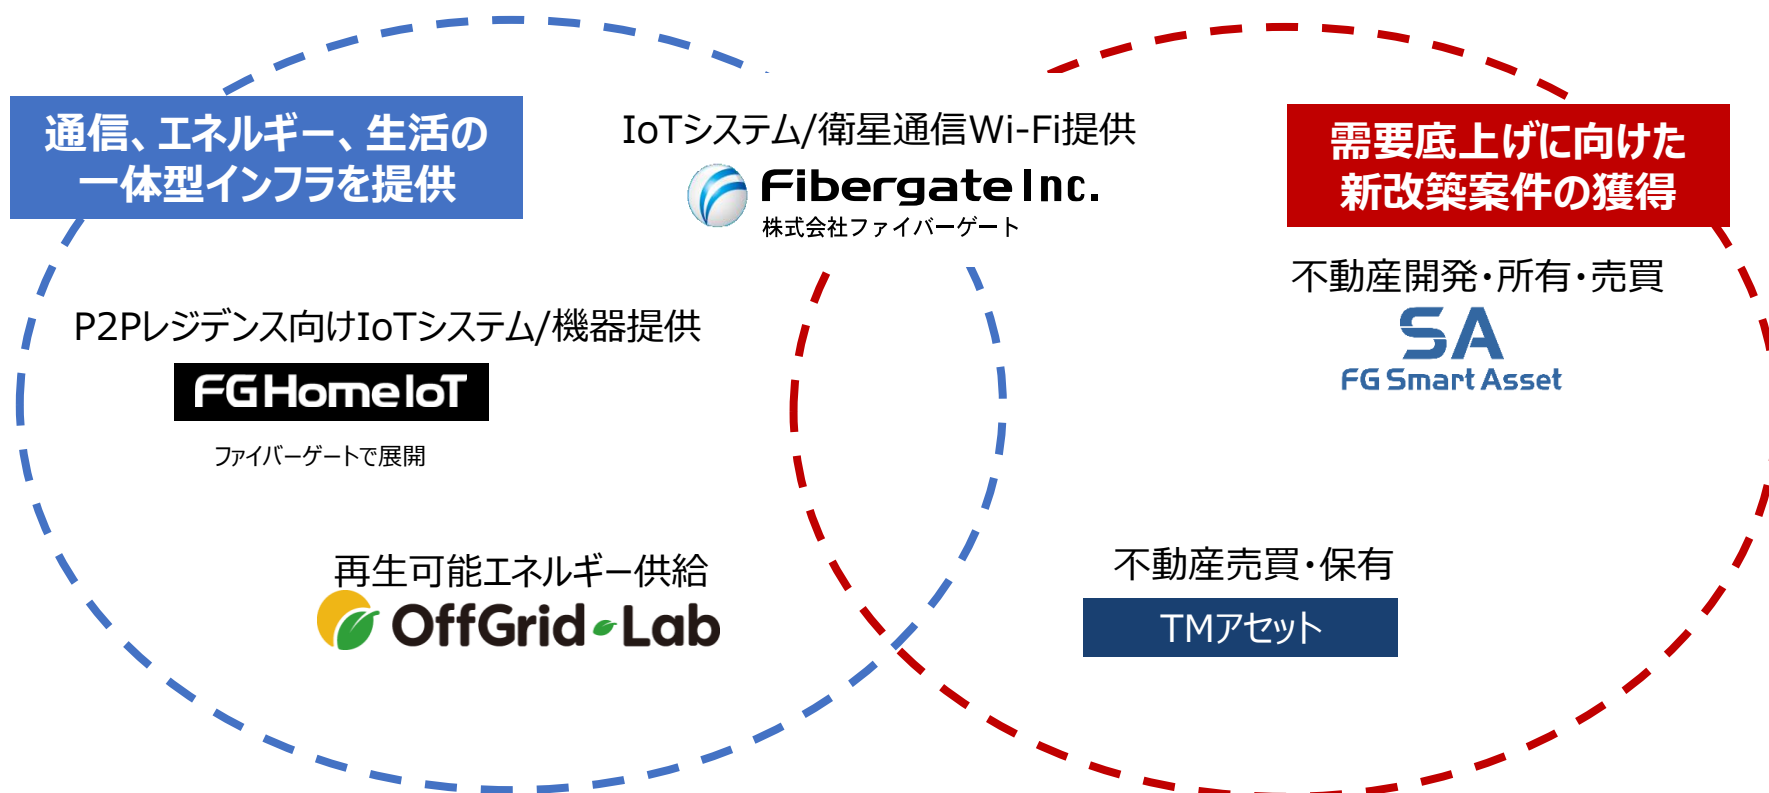 通信、エネルギー、生活の
一体型インフラを提供
IoTシステム/衛星通信Wi-Fi提供
Fibergate Inc.
株式会社ファイバーゲート
需要底上げに向けた
新改築案件の獲得
不動産開発・所有・売買
SA
FG Smart Asset
P2Pレジデンス向けIoTシステム/機器提供
FGHomeIoT
ファイバーゲートで展開
再生可能エネルギー供給
OffGrid-Lab
不動産売買・保有
TMアセット